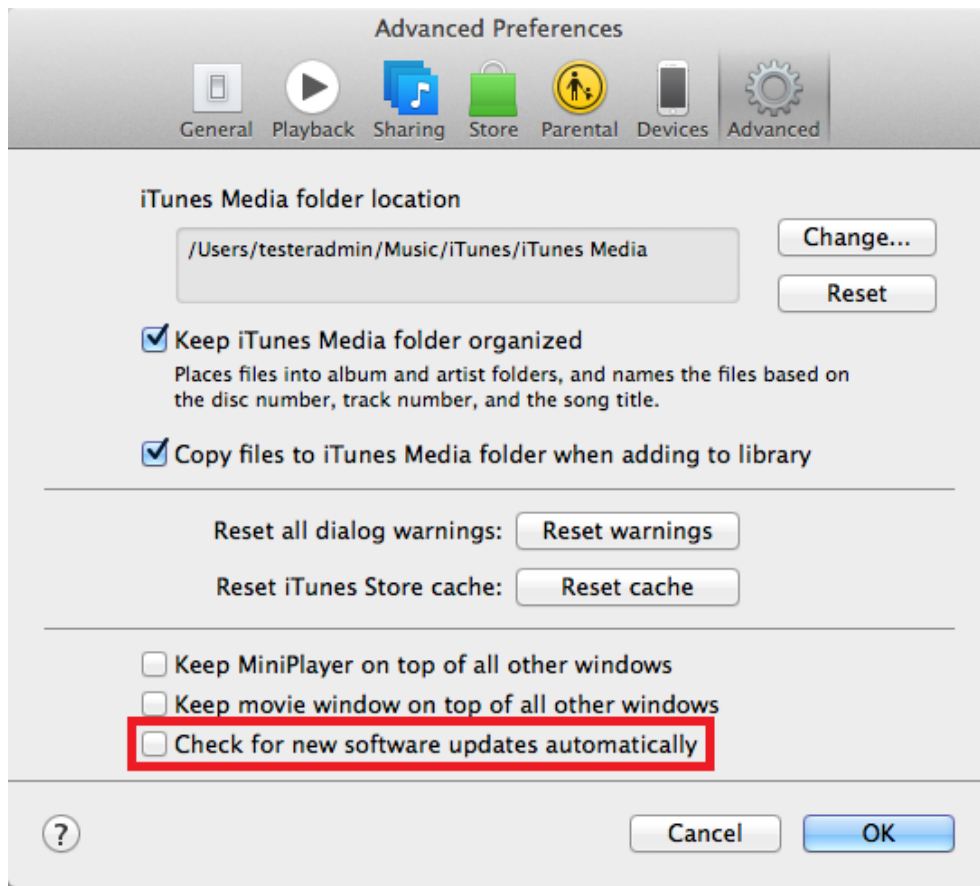 Advanced Preferences
General Playback Sharing Store Parental Devices Advanced
iTunes Media folder location
/Users/testeradmin/Music/iTunes/iTunes Media
Change...
Reset
Keep iTunes Media folder organized
Places files into album and artist folders, and names the files based on
the disc number, track number, and the song title.
Copy files to iTunes Media folder when adding to library
Reset all dialog warnings: Reset warnings
Reset iTunes Store cache: Reset cache
Keep MiniPlayer on top of all other windows
Keep movie window on top of all other windows
Check for new software updates automatically
? Cancel OK